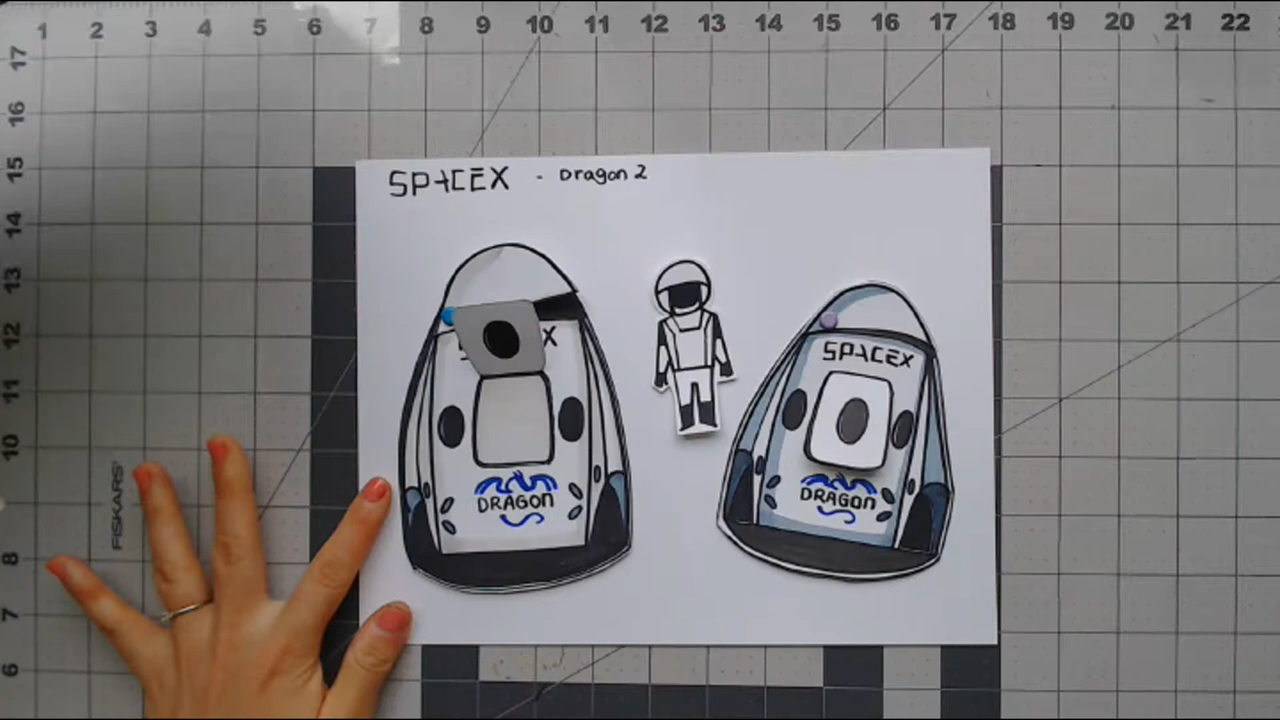 1 2 3 4 5 6 7 8 9 10 11 12 13 14 15 16 17 18 19 20 21 22
17
16
15
14
13
12
11
10
8
7
6
FISKARS
SPACEX - Dragon 2
X
DRAGON
SPACEX
DRAGON